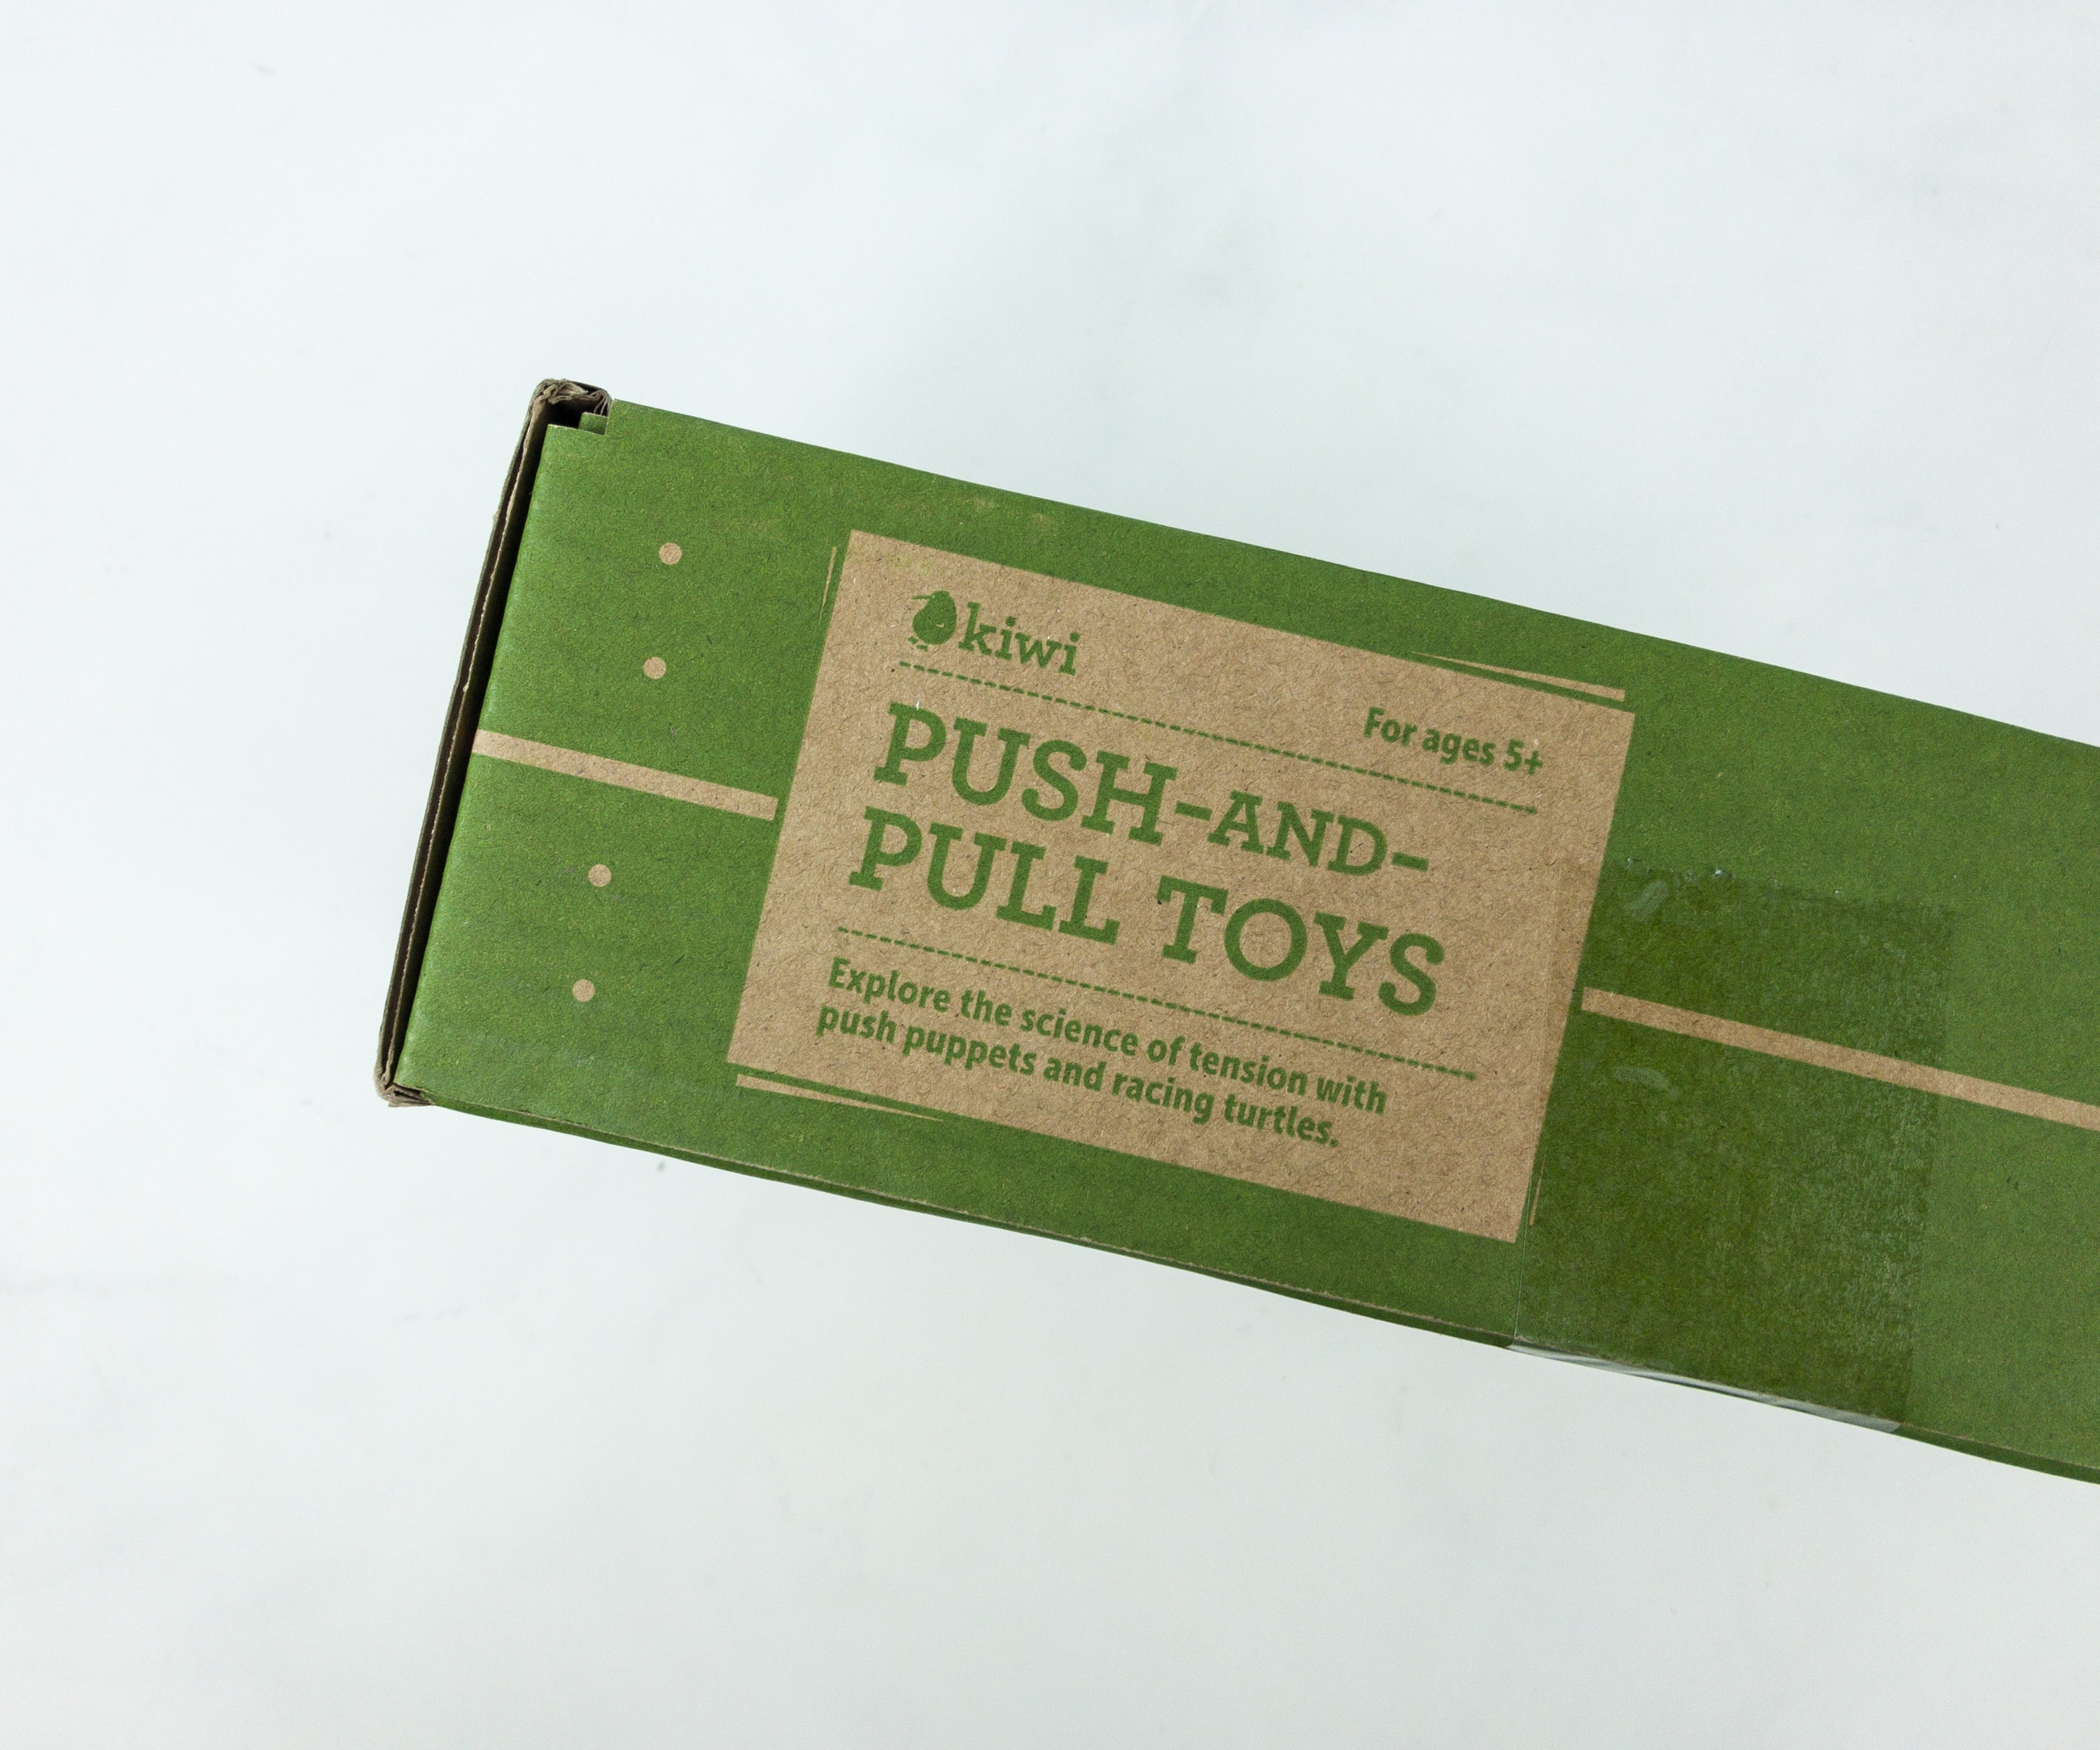 kiwi
For ages 5+
PUSH-AND-
PULL TOYS
Explore the science of tension with
push puppets and racing turtles.